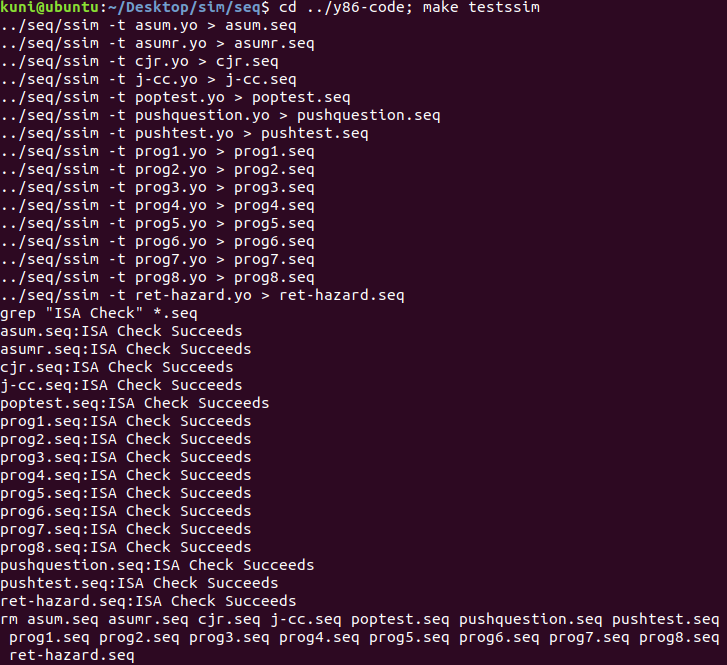 kuni@ubuntu:~/Desktop/sim/seq$ cd ../y86-code; make testssim
../seq/ssim -t asum.yo > asum.seq
../seq/ssim -t asumr.yo > asumr.seq
../seq/ssim -t cjr.yo > cjr.seq
../seq/ssim -t j-cc.yo > j-cc.seq
../seq/ssim -t poptest.yo > poptest.seq
../seq/ssim -t pushquestion.yo > pushquestion.seq
../seq/ssim -t pushtest.yo > pushtest.seq
../seq/ssim -t prog1.yo > prog1.seq
../seq/ssim -t prog2.yo > prog2.seq
../seq/ssim -t prog3.yo > prog3.seq
../seq/ssim -t prog4.yo > prog4.seq
../seq/ssim -t prog5.yo > prog5.seq
../seq/ssim -t prog6.yo > prog6.seq
../seq/ssim -t prog7.yo > prog7.seq
../seq/ssim -t prog8.yo > prog8.seq
../seq/ssim -t ret-hazard.yo > ret-hazard.seq
grep "ISA Check" *.seq
asum.seq:ISA Check Succeeds
asumr.seq:ISA Check Succeeds
cjr.seq:ISA Check Succeeds
j-cc.seq:ISA Check Succeeds
poptest.seq:ISA Check Succeeds
prog1.seq:ISA Check Succeeds
prog2.seq:ISA Check Succeeds
prog3.seq:ISA Check Succeeds
prog4.seq:ISA Check Succeeds
prog5.seq:ISA Check Succeeds
prog6.seq:ISA Check Succeeds
prog7.seq:ISA Check Succeeds
prog8.seq:ISA Check Succeeds
pushquestion.seq:ISA Check Succeeds
pushtest.seq:ISA Check Succeeds
ret-hazard.seq:ISA Check Succeeds
rm asum.seq asumr.seq cjr.seq j-cc.seq poptest.seq pushquestion.seq pushtest.seq
 prog1.seq prog2.seq prog3.seq prog4.seq prog5.seq prog6.seq prog7.seq prog8.seq
 ret-hazard.seq